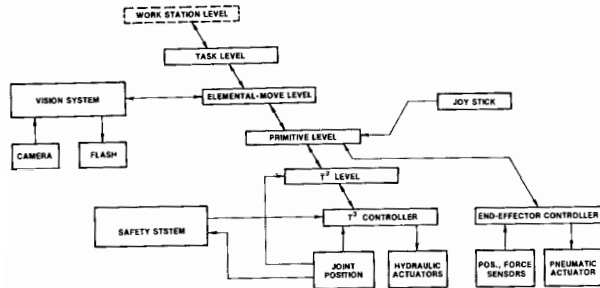 WORK STATION LEVEL
TASK LEVEL
VISION SYSTEM
ELEMENTAL-MOVE LEVEL
JOY STICK
PRIMITIVE LEVEL
CAMERA
FLASH
T³ LEVEL
T³ CONTROLLER
END-EFFECTOR CONTROLLER
SAFETY STSTEM
JOINT
POSITION
HYDRAULIC
ACTUATORS
POS., FORCE
SENSORS
PNEUMATIC
ACTUATOR